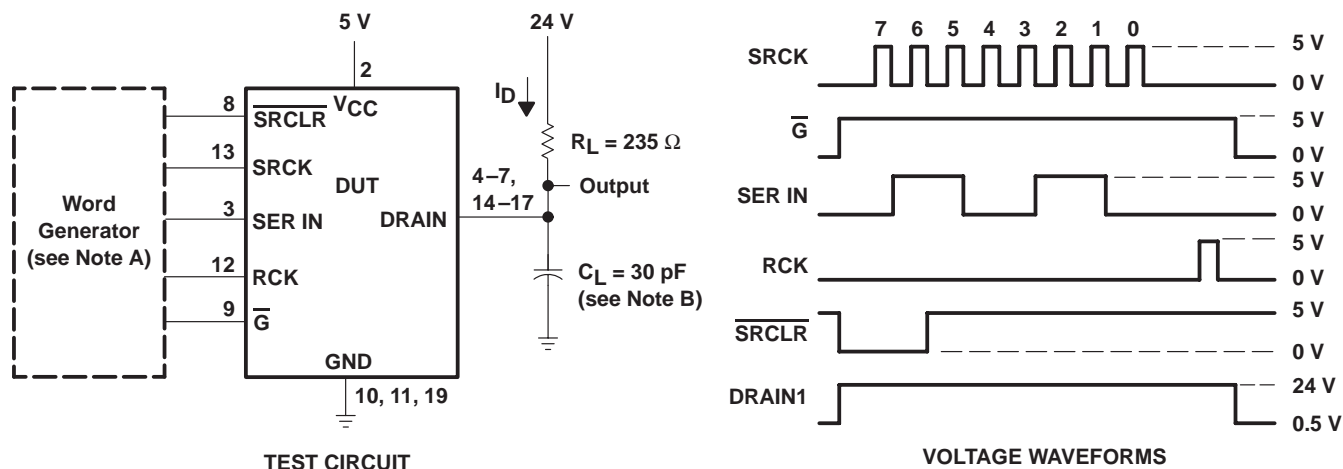 5 V
24 V
2
V_CC
I_D
R_L = 235 Ω
Word
Generator
(see Note A)
8
SRCLR
13
SRCK
3
SER IN
12
RCK
9
G
DUT
DRAIN
GND
4–7,
14–17
Output
C_L = 30 pF
(see Note B)
10, 11, 19
TEST CIRCUIT
7 6 5 4 3 2 1 0
SRCK
5 V
0 V
G
5 V
0 V
SER IN
5 V
0 V
RCK
5 V
0 V
SRCLR
5 V
0 V
DRAIN1
24 V
0.5 V
VOLTAGE WAVEFORMS